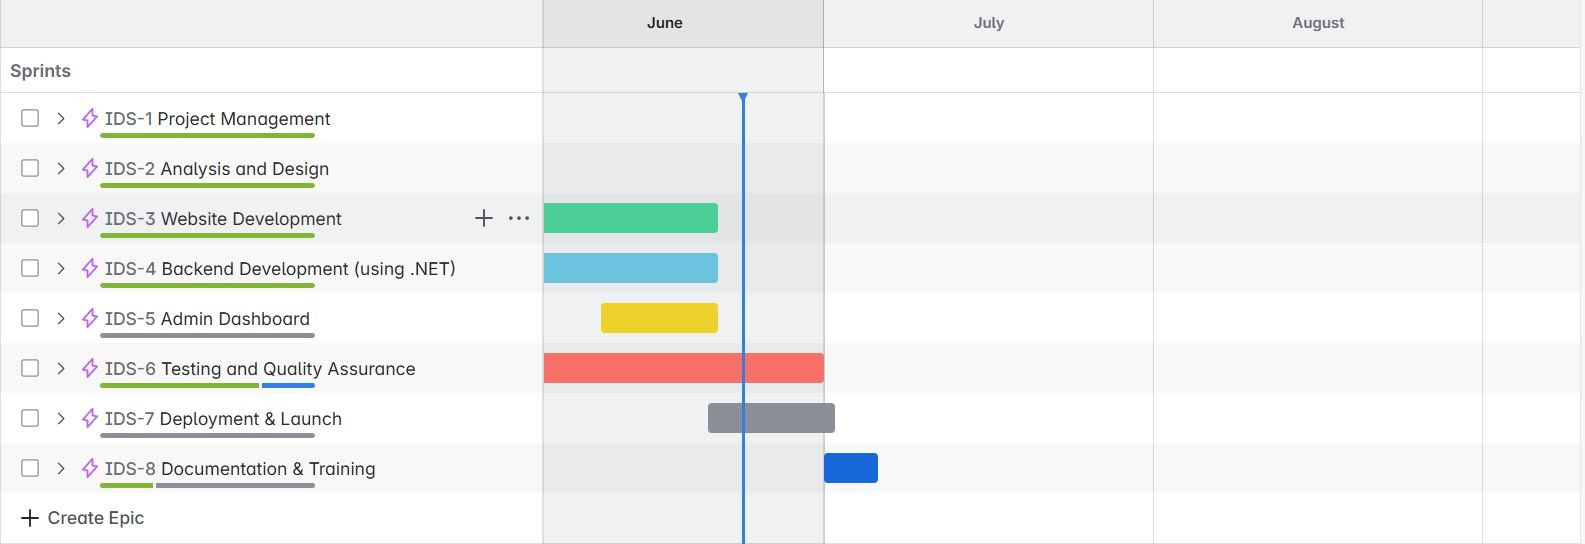 June July August
Sprints
IDS-1 Project Management
IDS-2 Analysis and Design
IDS-3 Website Development
IDS-4 Backend Development (using .NET)
IDS-5 Admin Dashboard
IDS-6 Testing and Quality Assurance
IDS-7 Deployment & Launch
IDS-8 Documentation & Training
Create Epic